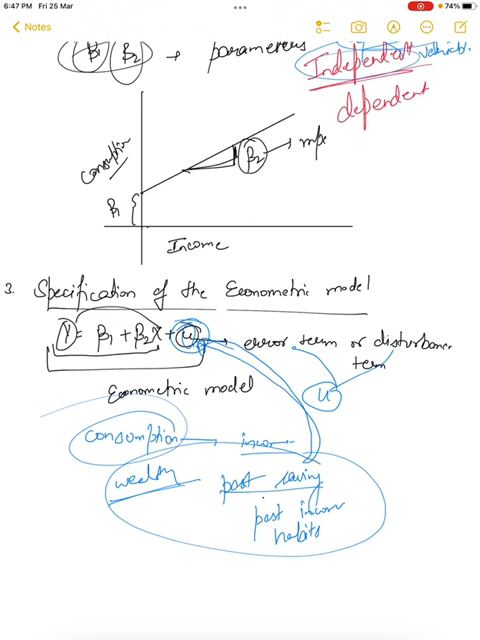 6:47 PM Fri 25 Mar
74%
Notes
β1 β2 → parameters
Independent
dependent
Consumption
β2 → mpc
β1
Income
3. Specification of the Econometric model
Y = β1 + β2X + u → error term or disturbance
term
u
Econometric model
consumption → income
wealth past saving
past income
habits